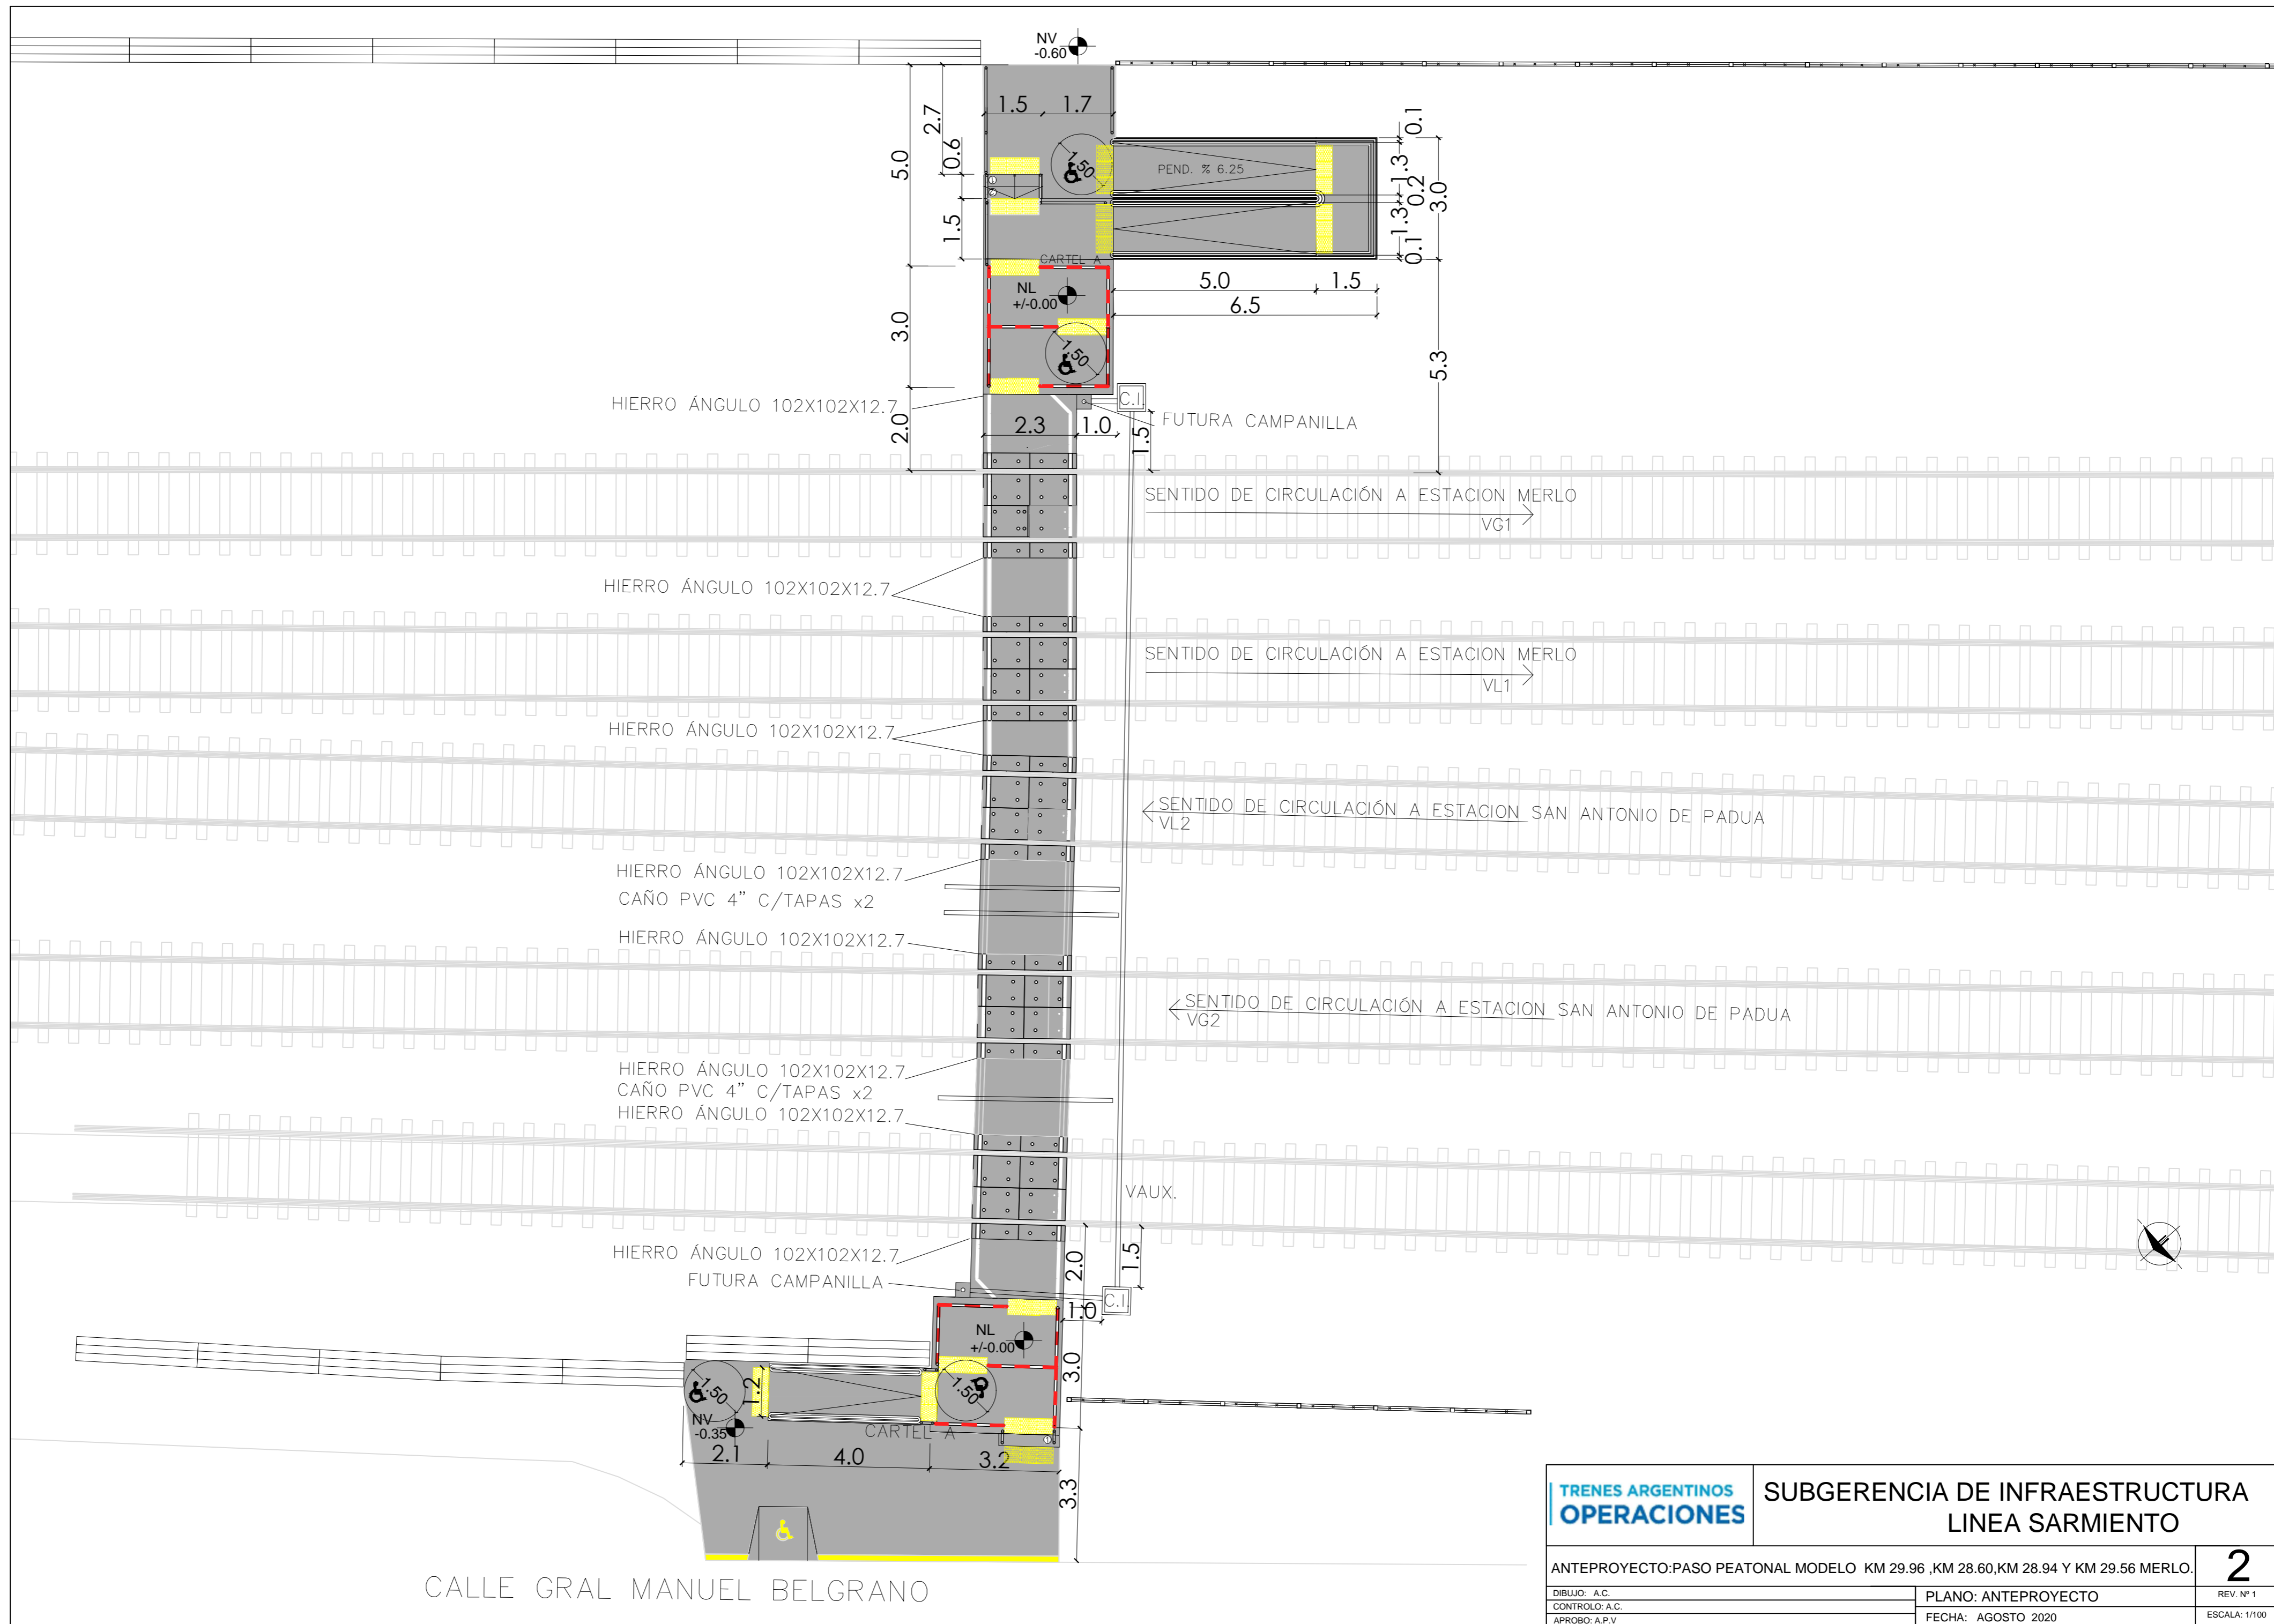 NV
-0.60
1.5
1.7
2.7
0.6
5.0
1.50
PEND. % 6.25
0.1
1.3
0.2
3.0
1.3
0.1
1.5
CARTEL A
NL
+/-0.00
5.0
1.5
6.5
3.0
1.50
5.3
HIERRO ÁNGULO 102X102X12.7
C.I.
FUTURA CAMPANILLA
2.0
2.3
1.0
1.5
SENTIDO DE CIRCULACIÓN A ESTACION MERLO
VG1
HIERRO ÁNGULO 102X102X12.7
SENTIDO DE CIRCULACIÓN A ESTACION MERLO
VL1
HIERRO ÁNGULO 102X102X12.7
SENTIDO DE CIRCULACIÓN A ESTACION SAN ANTONIO DE PADUA
VL2
HIERRO ÁNGULO 102X102X12.7
CAÑO PVC 4” C/TAPAS x2
HIERRO ÁNGULO 102X102X12.7
SENTIDO DE CIRCULACIÓN A ESTACION SAN ANTONIO DE PADUA
VG2
HIERRO ÁNGULO 102X102X12.7
CAÑO PVC 4” C/TAPAS x2
HIERRO ÁNGULO 102X102X12.7
VAUX.
HIERRO ÁNGULO 102X102X12.7
FUTURA CAMPANILLA
2.0
1.5
C.I.
1.0
NL
+/-0.00
3.0
1.50
1.2
1.50
NV
-0.35
CARTEL A
2.1
4.0
3.2
3.3
CALLE GRAL MANUEL BELGRANO
TRENES ARGENTINOS
OPERACIONES
SUBGERENCIA DE INFRAESTRUCTURA
LINEA SARMIENTO
ANTEPROYECTO:PASO PEATONAL MODELO KM 29.96 ,KM 28.60,KM 28.94 Y KM 29.56 MERLO.
2
DIBUJO: A.C.
CONTROLO: A.C.
APROBO: A.P.V
PLANO: ANTEPROYECTO
FECHA: AGOSTO 2020
REV. Nº 1
ESCALA: 1/100